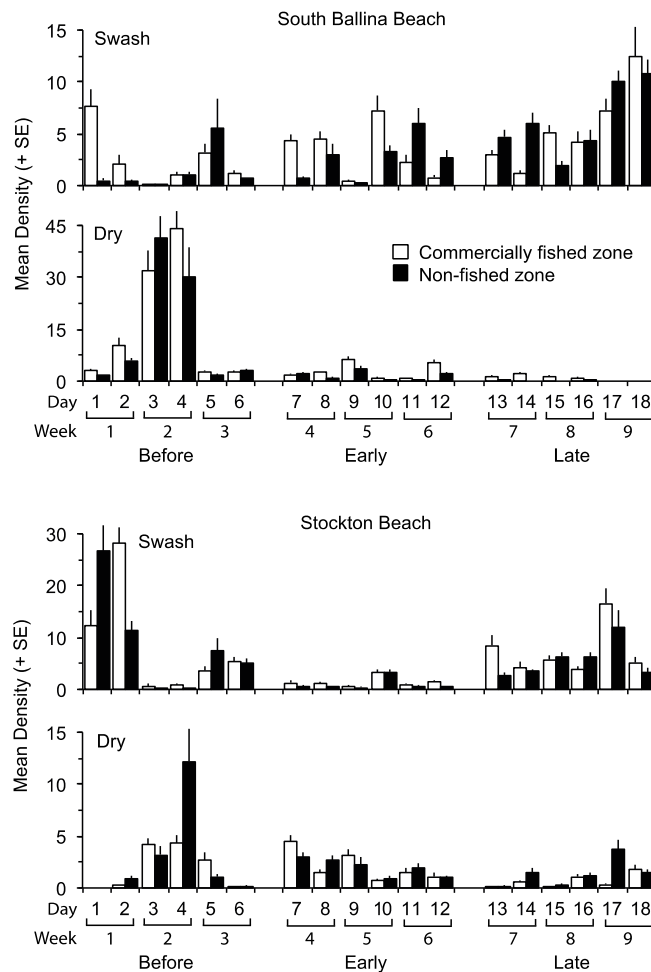 South Ballina Beach
15
Swash
10
5
0
Mean Density (+ SE)
45
Dry
Commercially fished zone
30
Non-fished zone
15
0
Day 1 2 3 4 5 6 7 8 9 10 11 12 13 14 15 16 17 18
Week 1 2 3 4 5 6 7 8 9
Before Early Late
Stockton Beach
30
Swash
20
10
0
Mean Density (+ SE)
15
Dry
10
5
0
Day 1 2 3 4 5 6 7 8 9 10 11 12 13 14 15 16 17 18
Week 1 2 3 4 5 6 7 8 9
Before Early Late